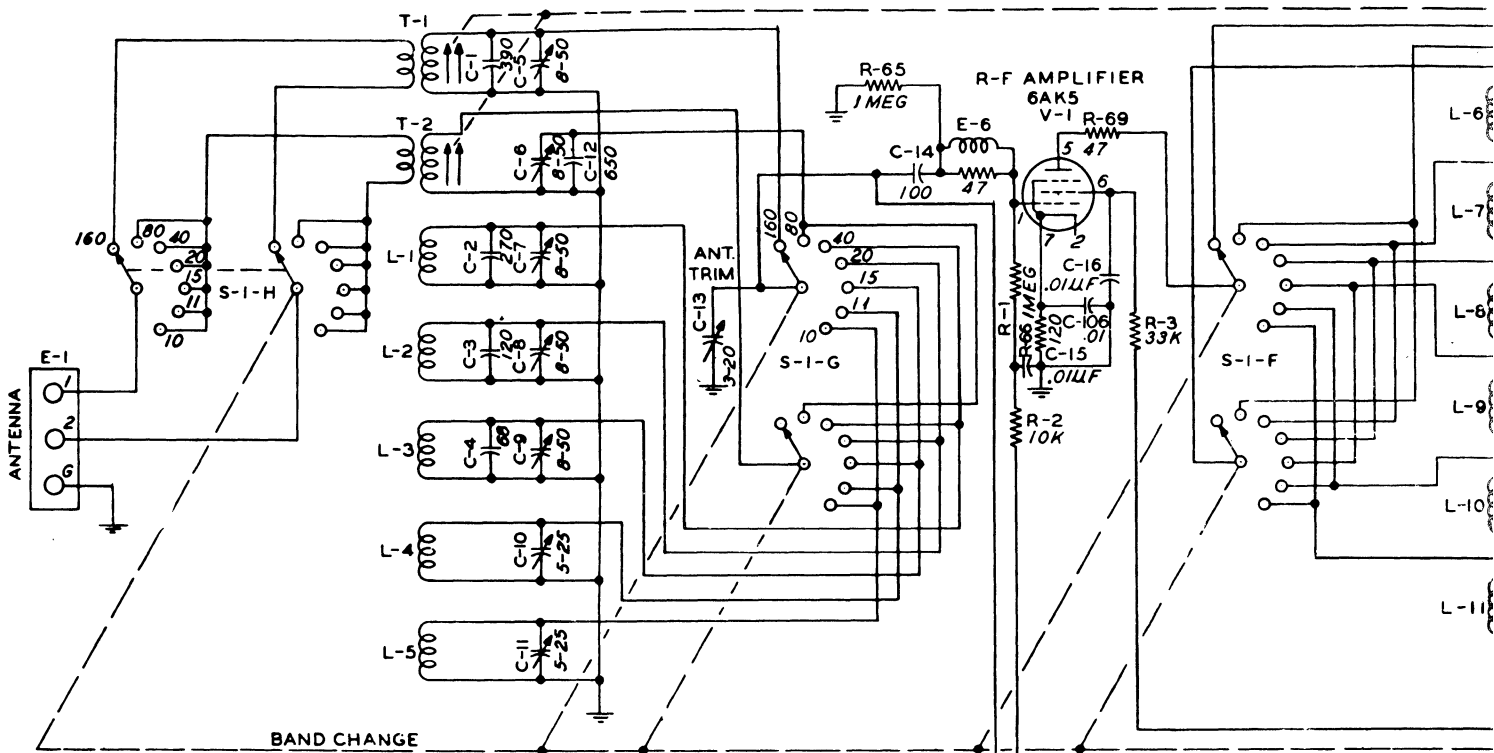 T-1
C-1
390
C-5
8-50
T-2
C-6
8-50
C-12
650
160
80
40
20
15
11
10
S-1-H
E-1
ANTENNA
1
2
G
L-1
C-2
270
C-7
8-50
L-2
C-3
120
C-8
8-50
L-3
C-4
68
C-9
8-50
L-4
C-10
5-25
L-5
C-11
5-25
ANT.
TRIM
C-13
3-20
160
80
40
20
15
11
10
S-1-G
R-65
1 MEG
R-F AMPLIFIER
6AK5
V-1
E-6
C-14
100
47
R-69
47
5
6
1
7
2
R-1
1MEG
C-16
.01UF
R-66
120
C-106
.01
C-15
.01UF
R-2
10K
R-3
33K
S-1-F
L-6
L-7
L-8
L-9
L-10
L-11
BAND CHANGE